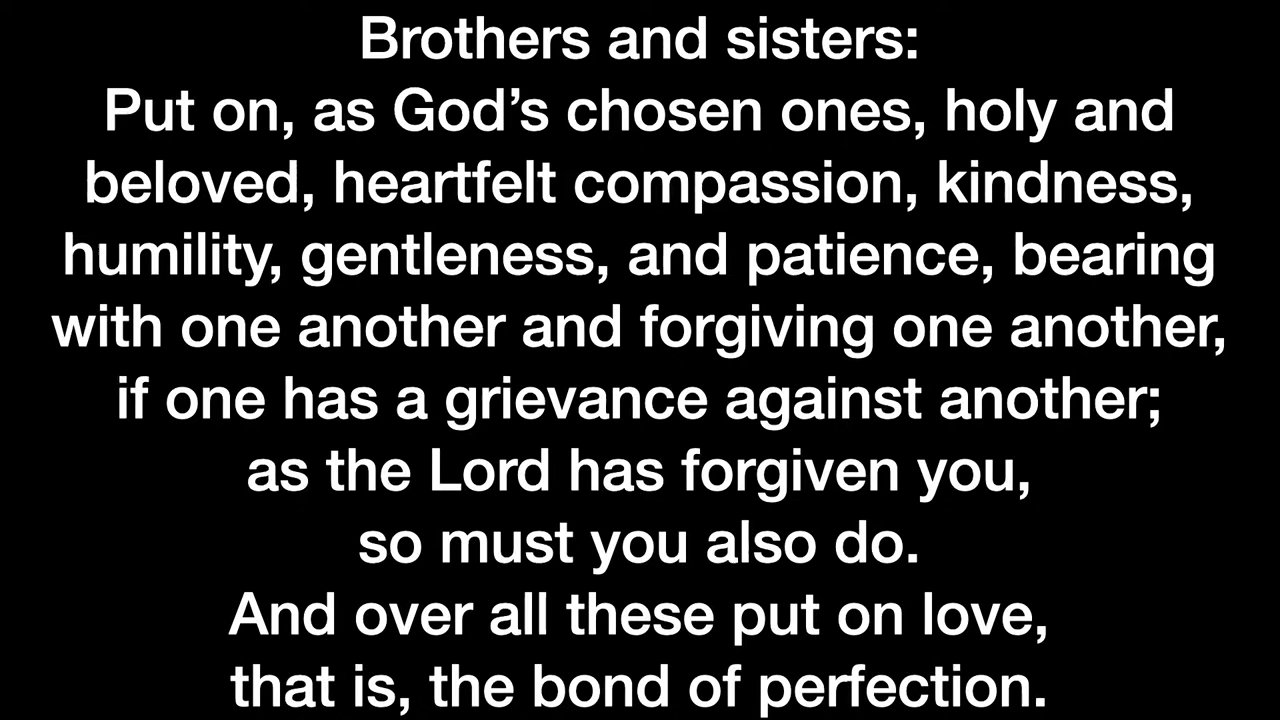 Brothers and sisters:
Put on, as God’s chosen ones, holy and
beloved, heartfelt compassion, kindness,
humility, gentleness, and patience, bearing
with one another and forgiving one another,
if one has a grievance against another;
as the Lord has forgiven you,
so must you also do.
And over all these put on love,
that is, the bond of perfection.